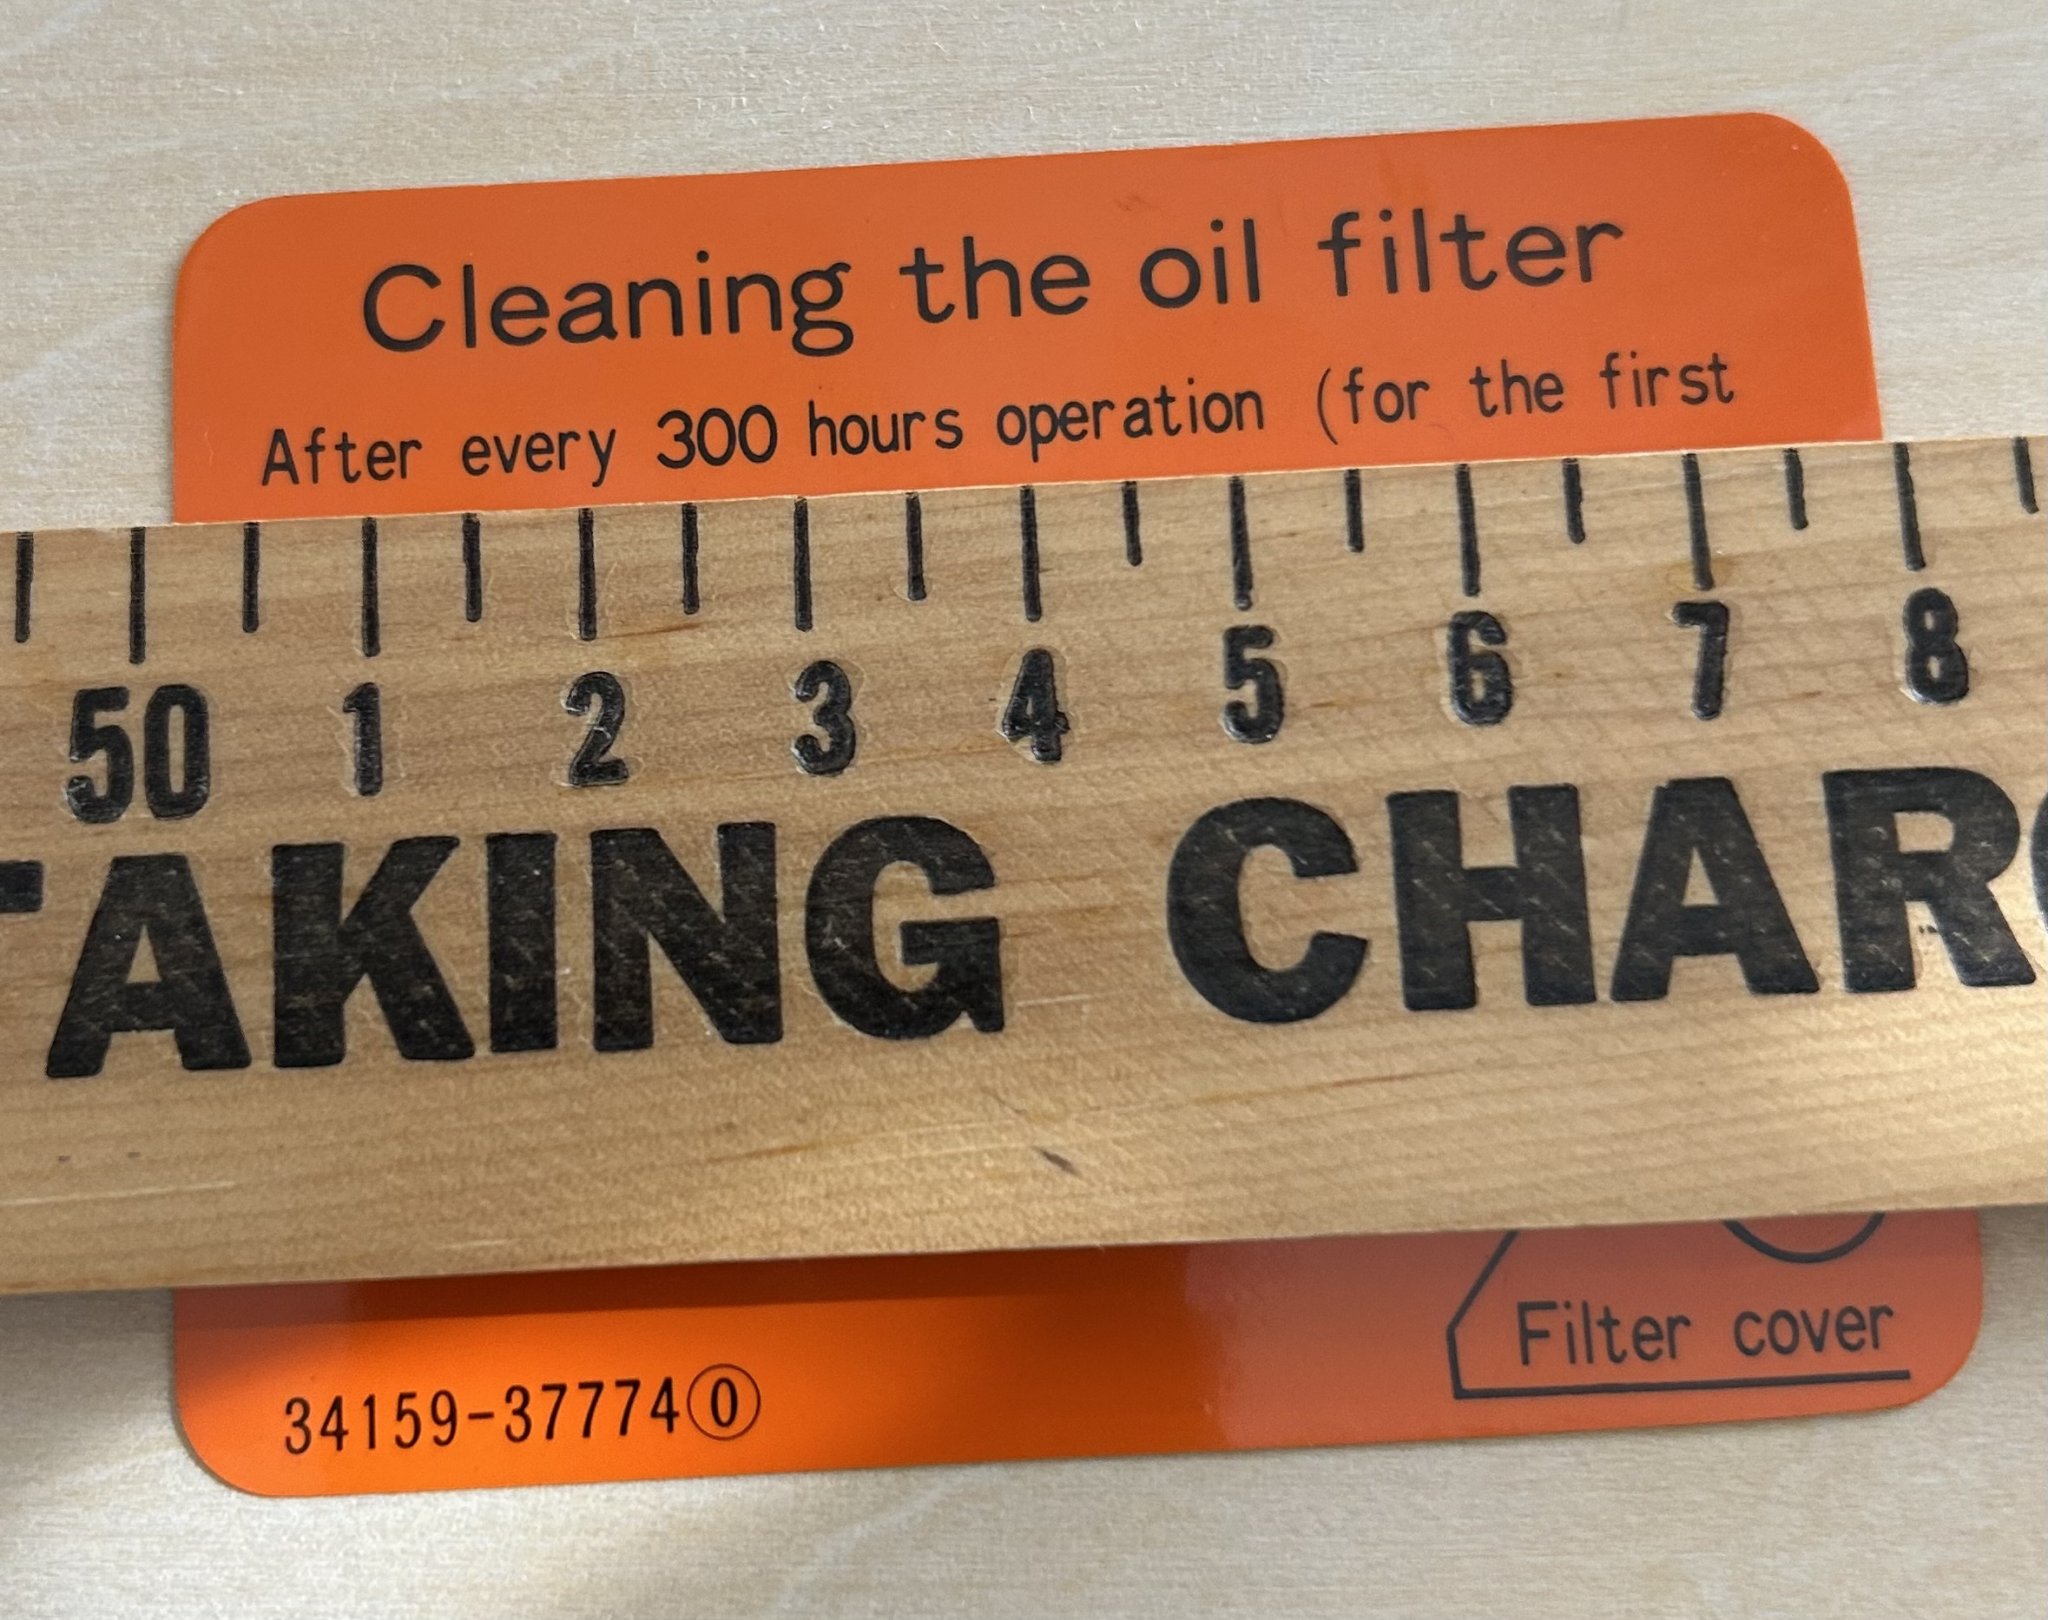 Cleaning the oil filter
After every 300 hours operation (for the first
50 1 2 3 4 5 6 7 8
TAKING CHAR
Filter cover
34159-37774⓪